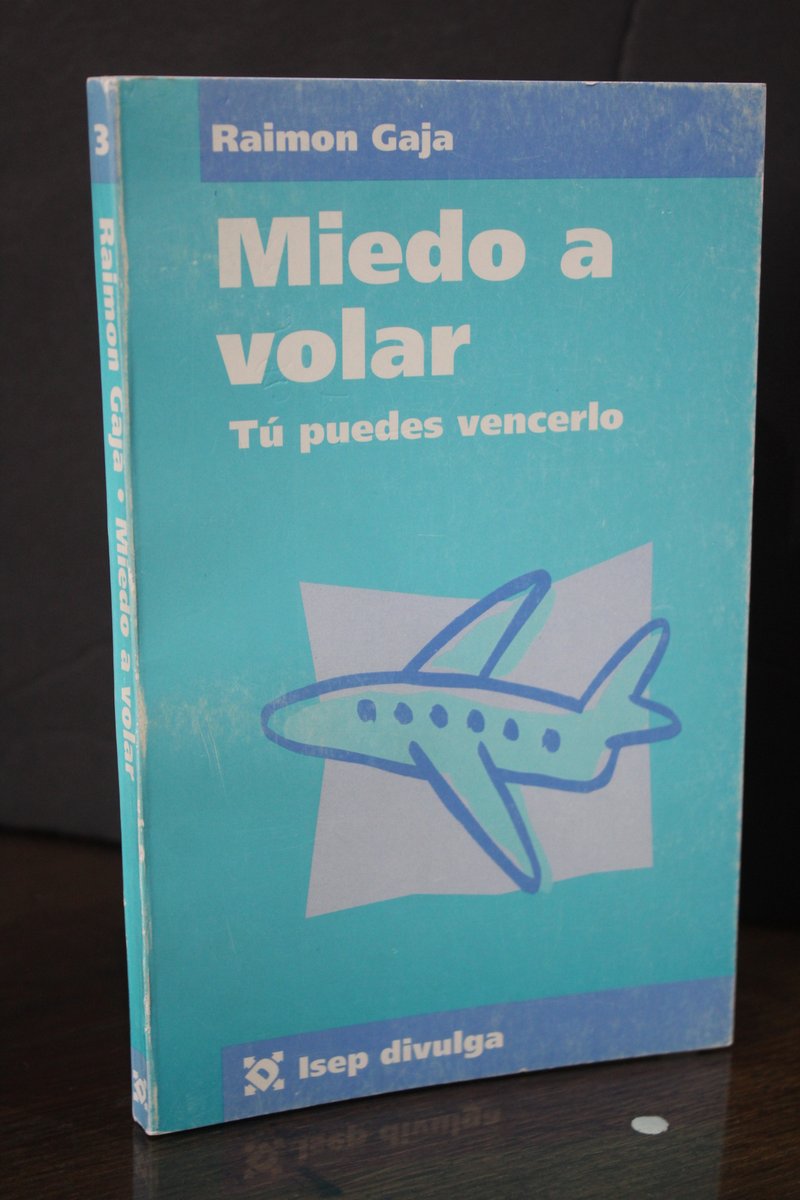 3
Raimon Gaja • Miedo a volar
Raimon Gaja
Miedo a
volar
Tú puedes vencerlo
Isep divulga